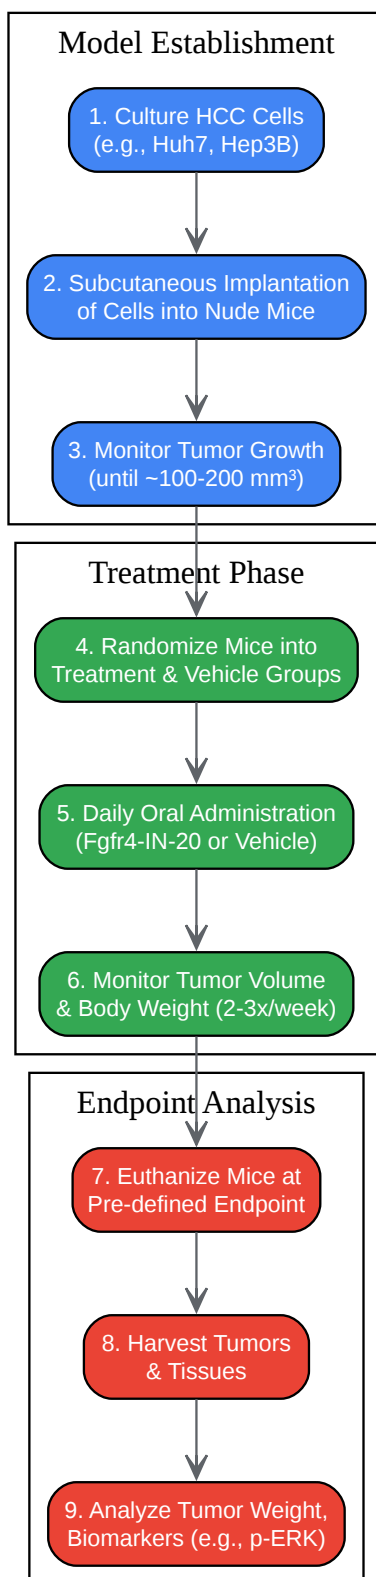 Model Establishment
1. Culture HCC Cells
(e.g., Huh7, Hep3B)
2. Subcutaneous Implantation
of Cells into Nude Mice
3. Monitor Tumor Growth
(until ~100-200 mm³)
Treatment Phase
4. Randomize Mice into
Treatment & Vehicle Groups
5. Daily Oral Administration
(Fgfr4-IN-20 or Vehicle)
6. Monitor Tumor Volume
& Body Weight (2-3x/week)
Endpoint Analysis
7. Euthanize Mice at
Pre-defined Endpoint
8. Harvest Tumors
& Tissues
9. Analyze Tumor Weight,
Biomarkers (e.g., p-ERK)